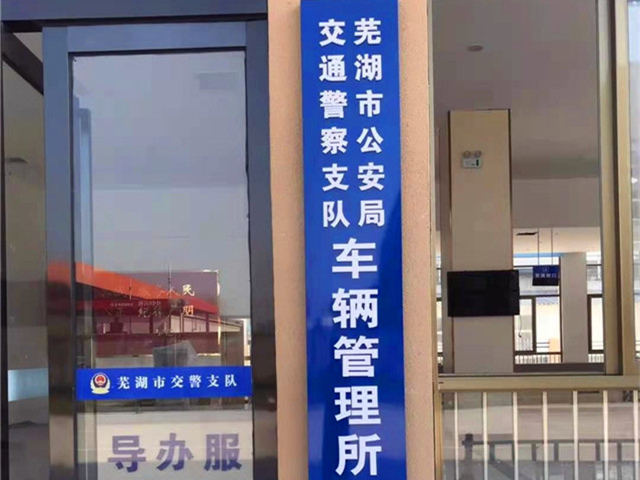 芜湖市公安局
交通警察支队
车辆管理所
芜湖市交警支队
导办服